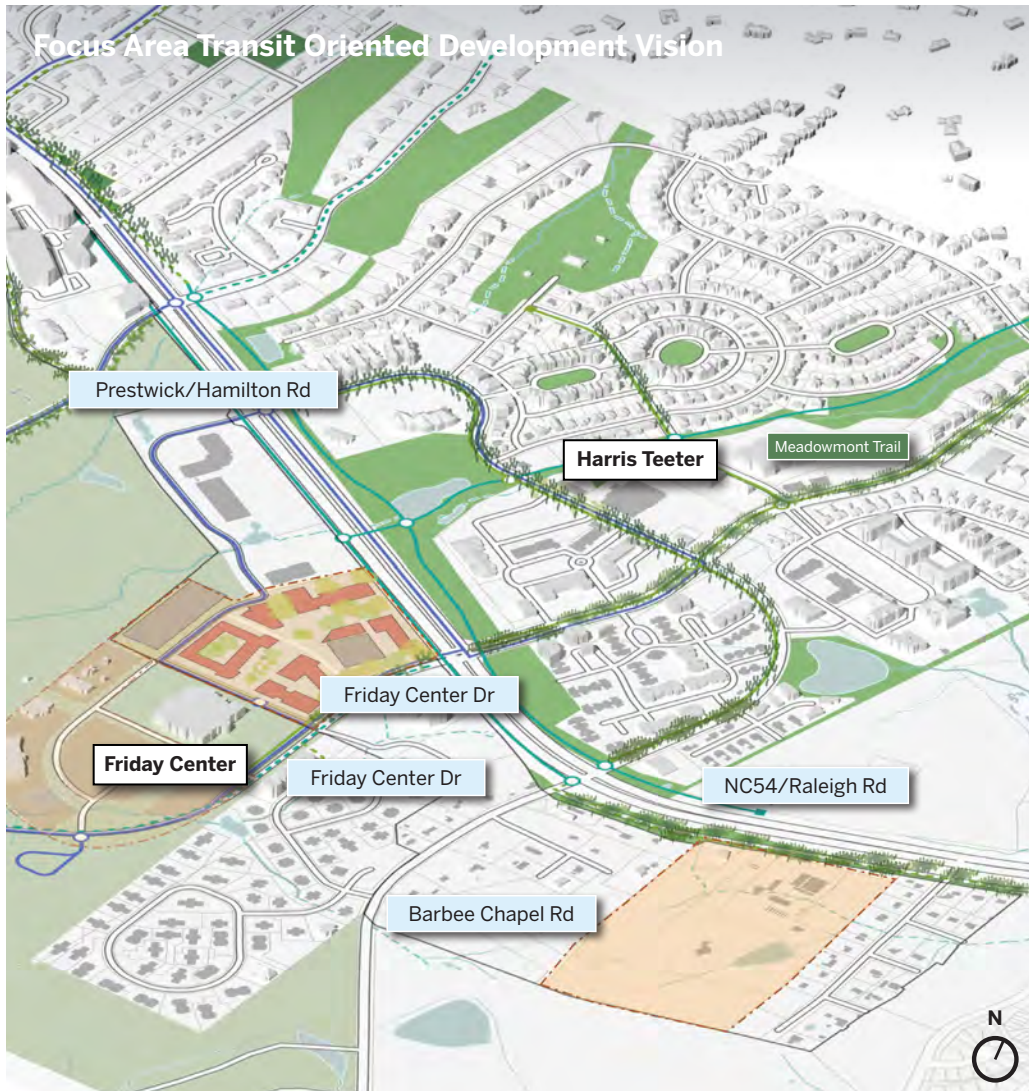 Focus Area Transit Oriented Development Vision
Prestwick/Hamilton Rd
Harris Teeter
Meadowmont Trail
Friday Center Dr
Friday Center
Friday Center Dr
NC54/Raleigh Rd
Barbee Chapel Rd
N